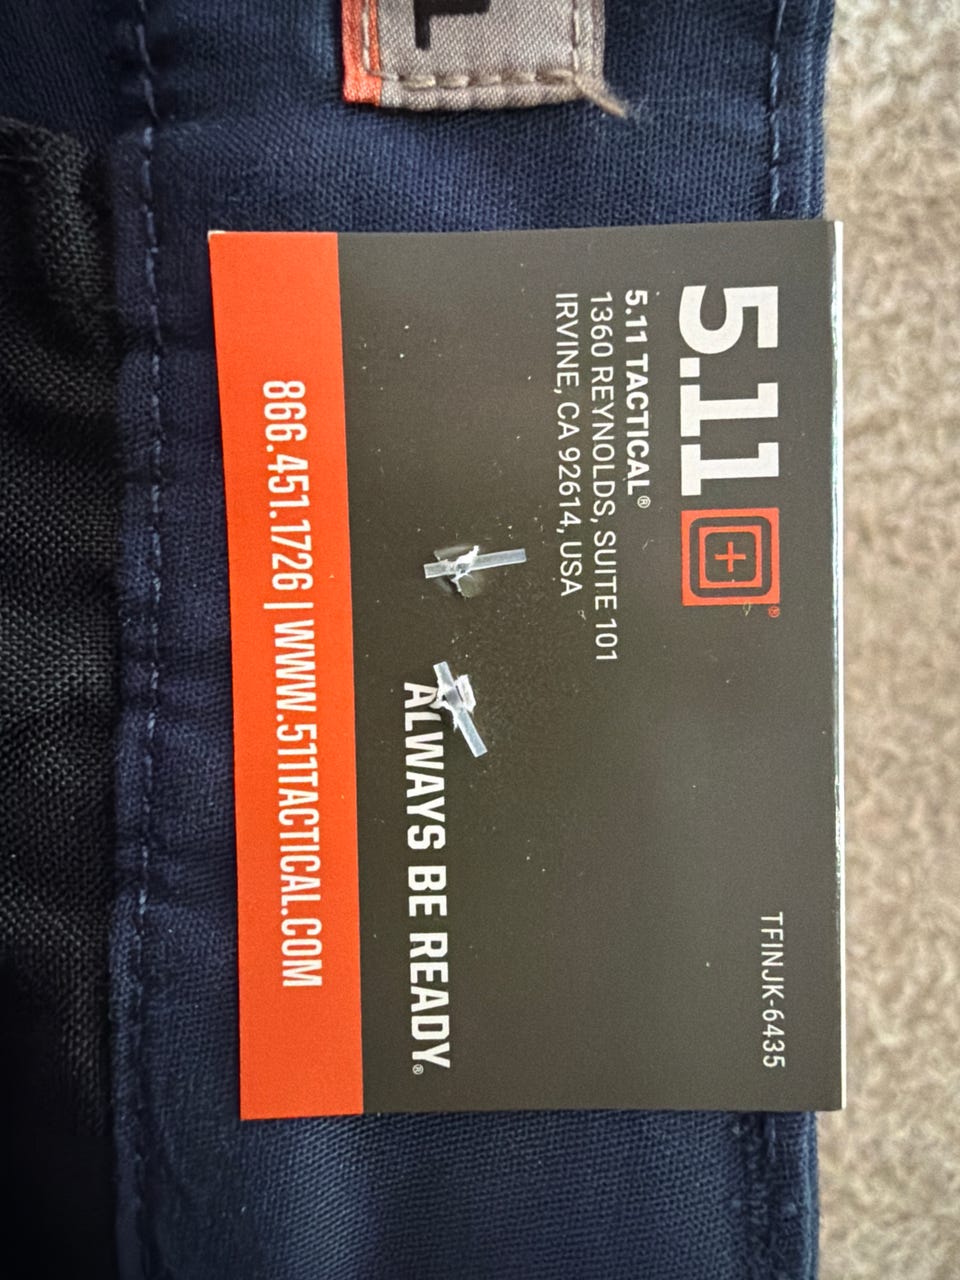 5.11®
TFINJK-6435
5.11 TACTICAL®
1360 REYNOLDS, SUITE 101
IRVINE, CA 92614, USA
ALWAYS BE READY®
866.451.1726 | WWW.511TACTICAL.COM